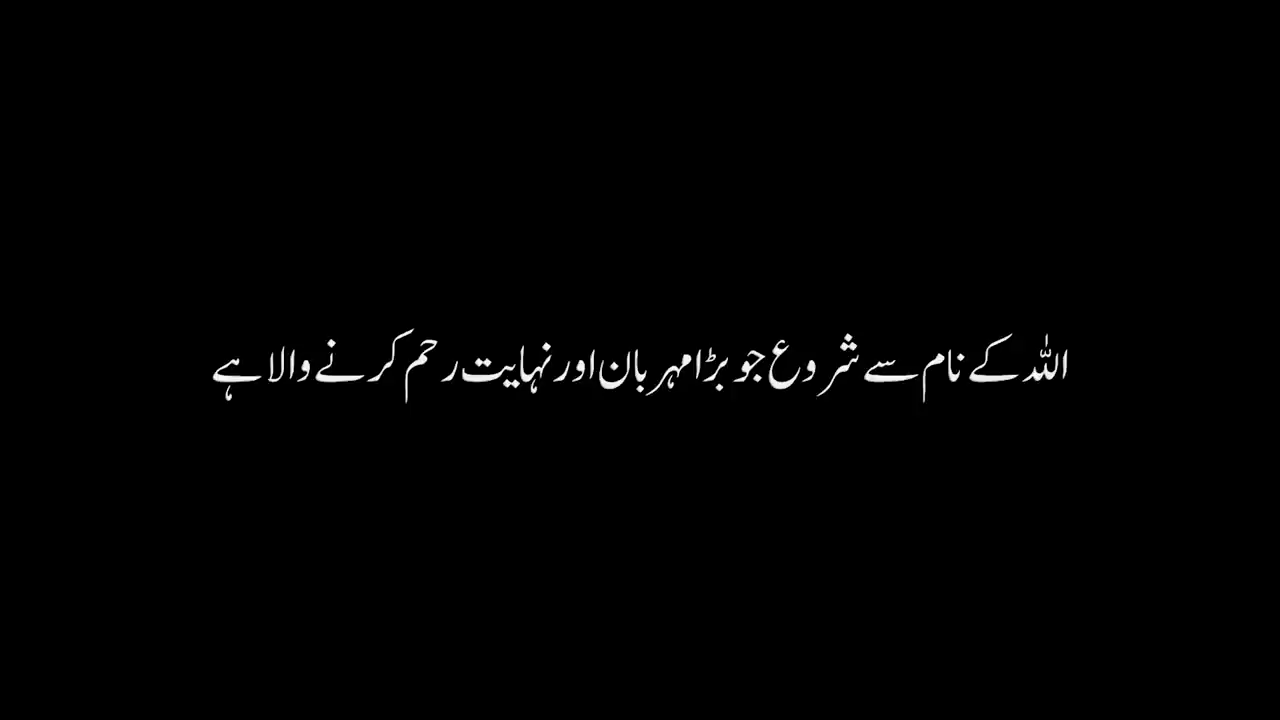 اللہ کے نام سے شروع جو بڑا مہربان اور نہایت رحم کرنے والا ہے